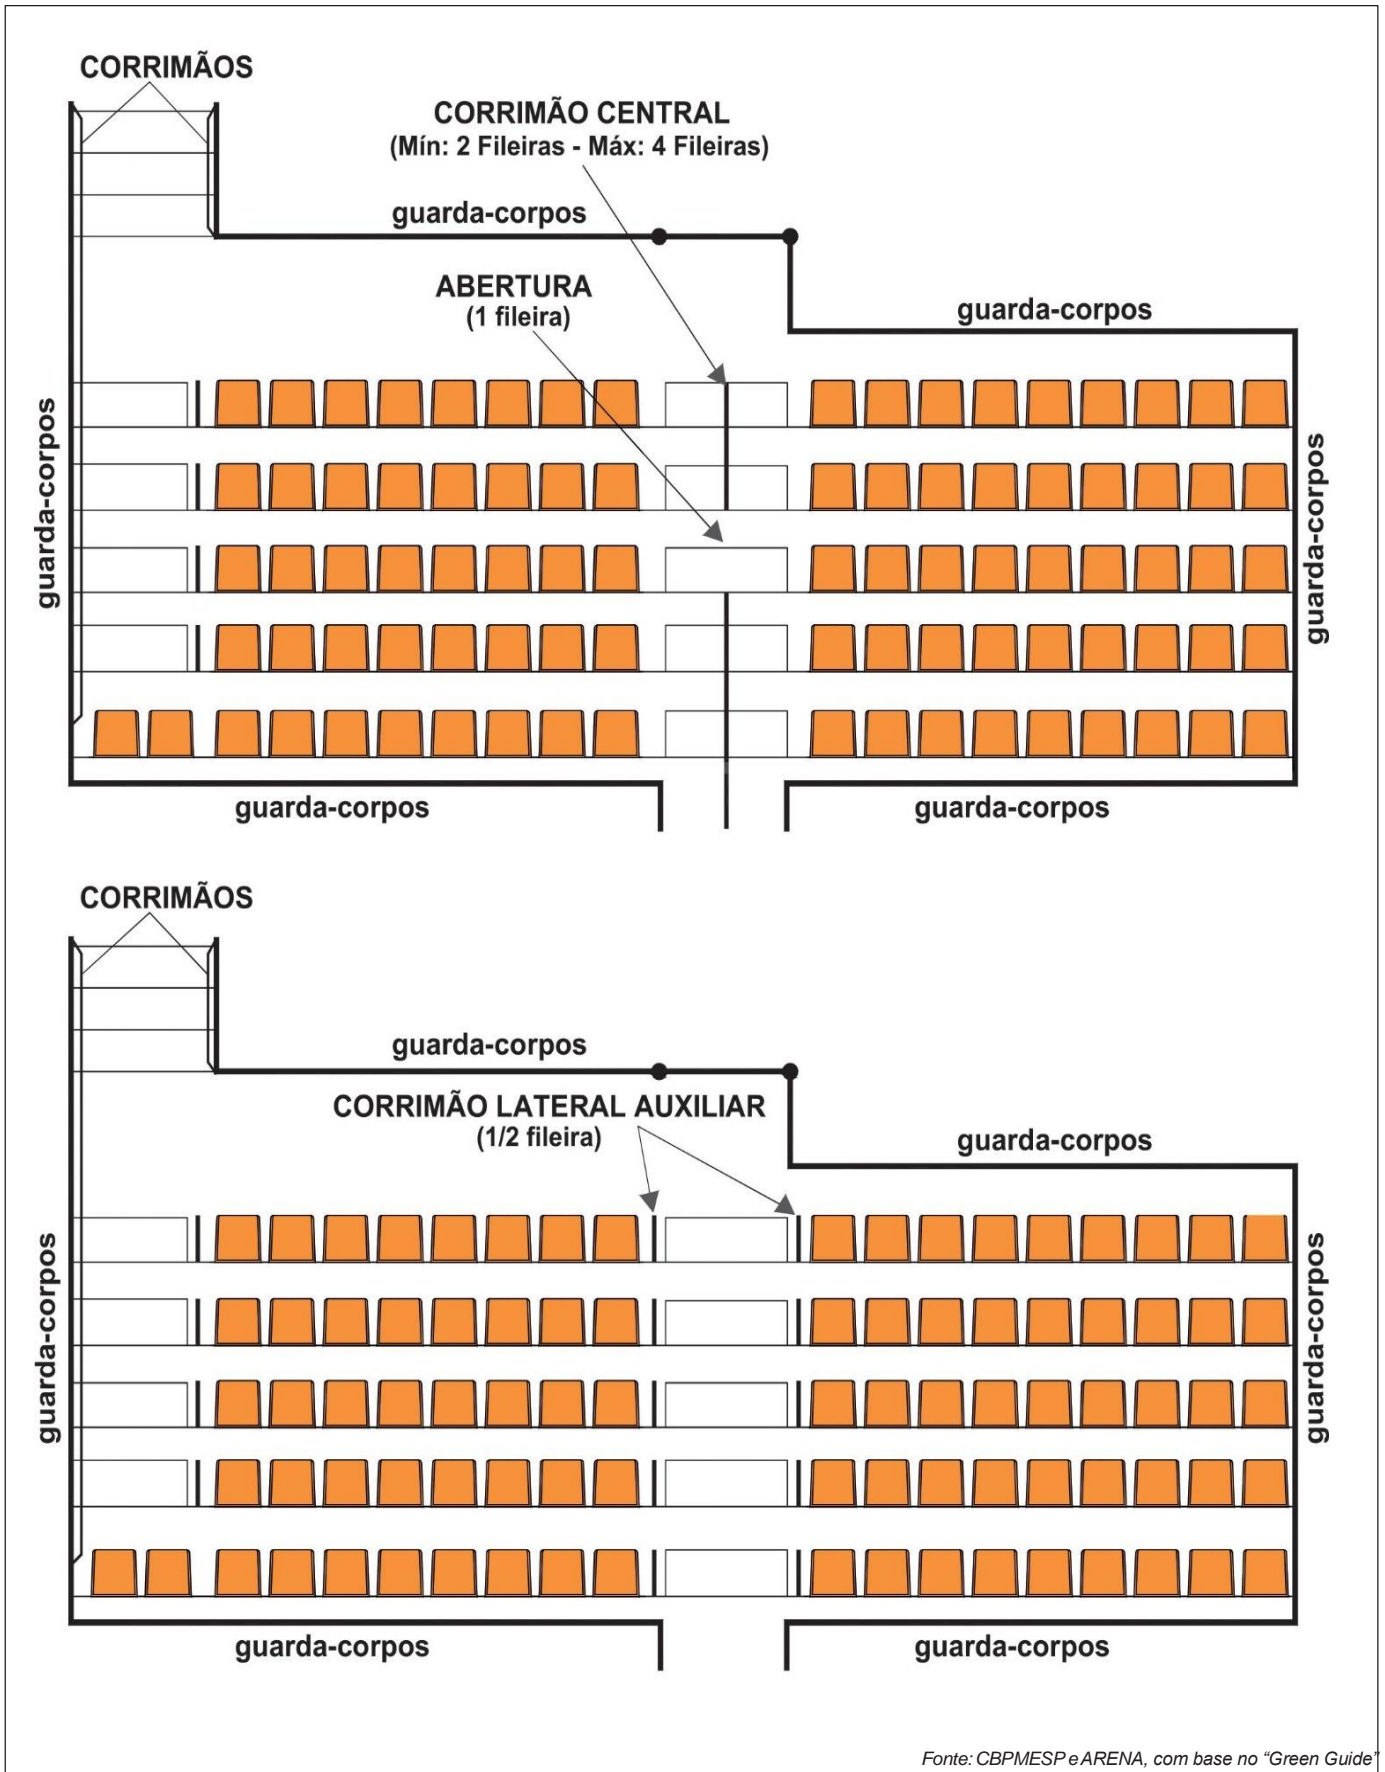 CORRIMÃOS
CORRIMÃO CENTRAL
(Mín: 2 Fileiras - Máx: 4 Fileiras)
guarda-corpos
ABERTURA
(1 fileira)
guarda-corpos
guarda-corpos
guarda-corpos
guarda-corpos
guarda-corpos
CORRIMÃOS
guarda-corpos
CORRIMÃO LATERAL AUXILIAR
(1/2 fileira)
guarda-corpos
guarda-corpos
guarda-corpos
guarda-corpos
guarda-corpos
Fonte: CBPMESP e ARENA, com base no “Green Guide”